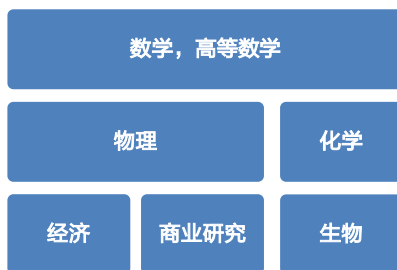 数学，高等数学
物理
化学
经济
商业研究
生物